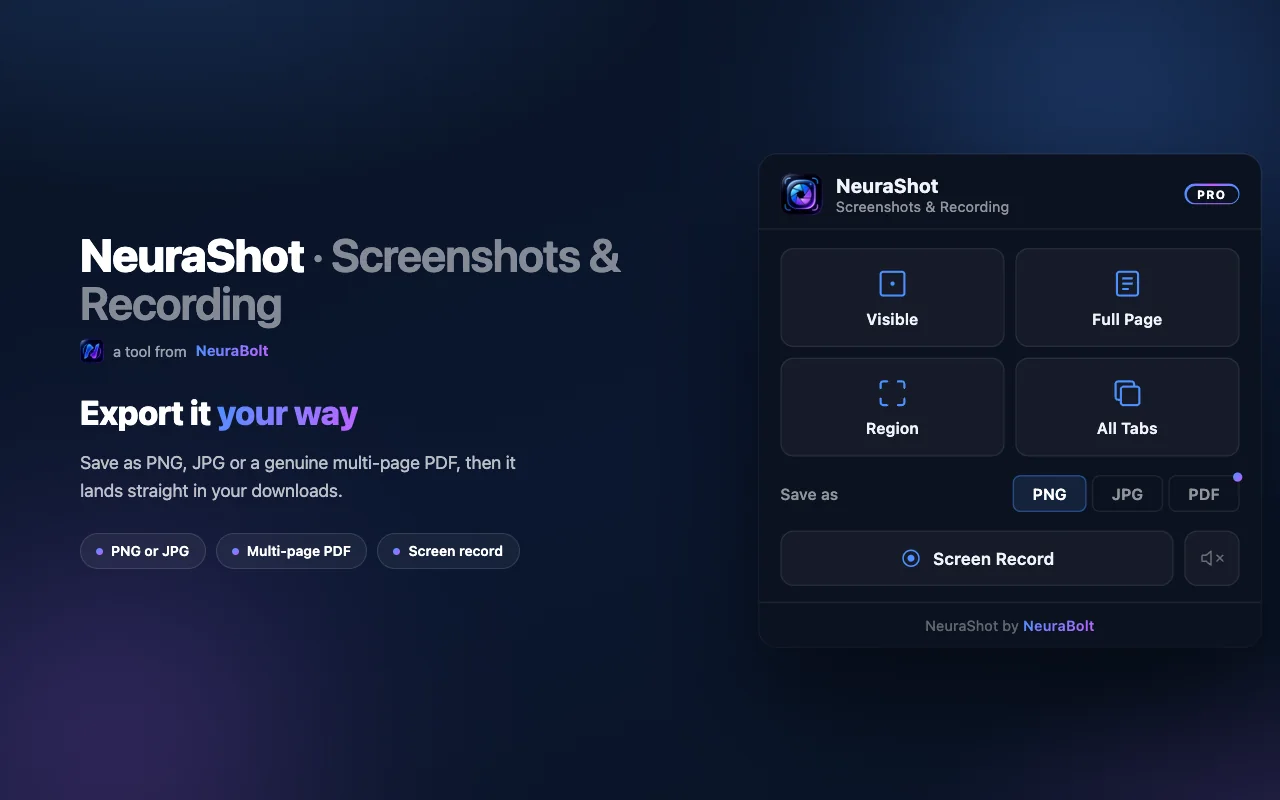 NeuraShot · Screenshots &
Recording
a tool from NeuraBolt
Export it your way
Save as PNG, JPG or a genuine multi-page PDF, then it
lands straight in your downloads.
PNG or JPG
Multi-page PDF
Screen record
NeuraShot
Screenshots & Recording
PRO
Visible
Full Page
Region
All Tabs
Save as
PNG
JPG
PDF
Screen Record
NeuraShot by NeuraBolt